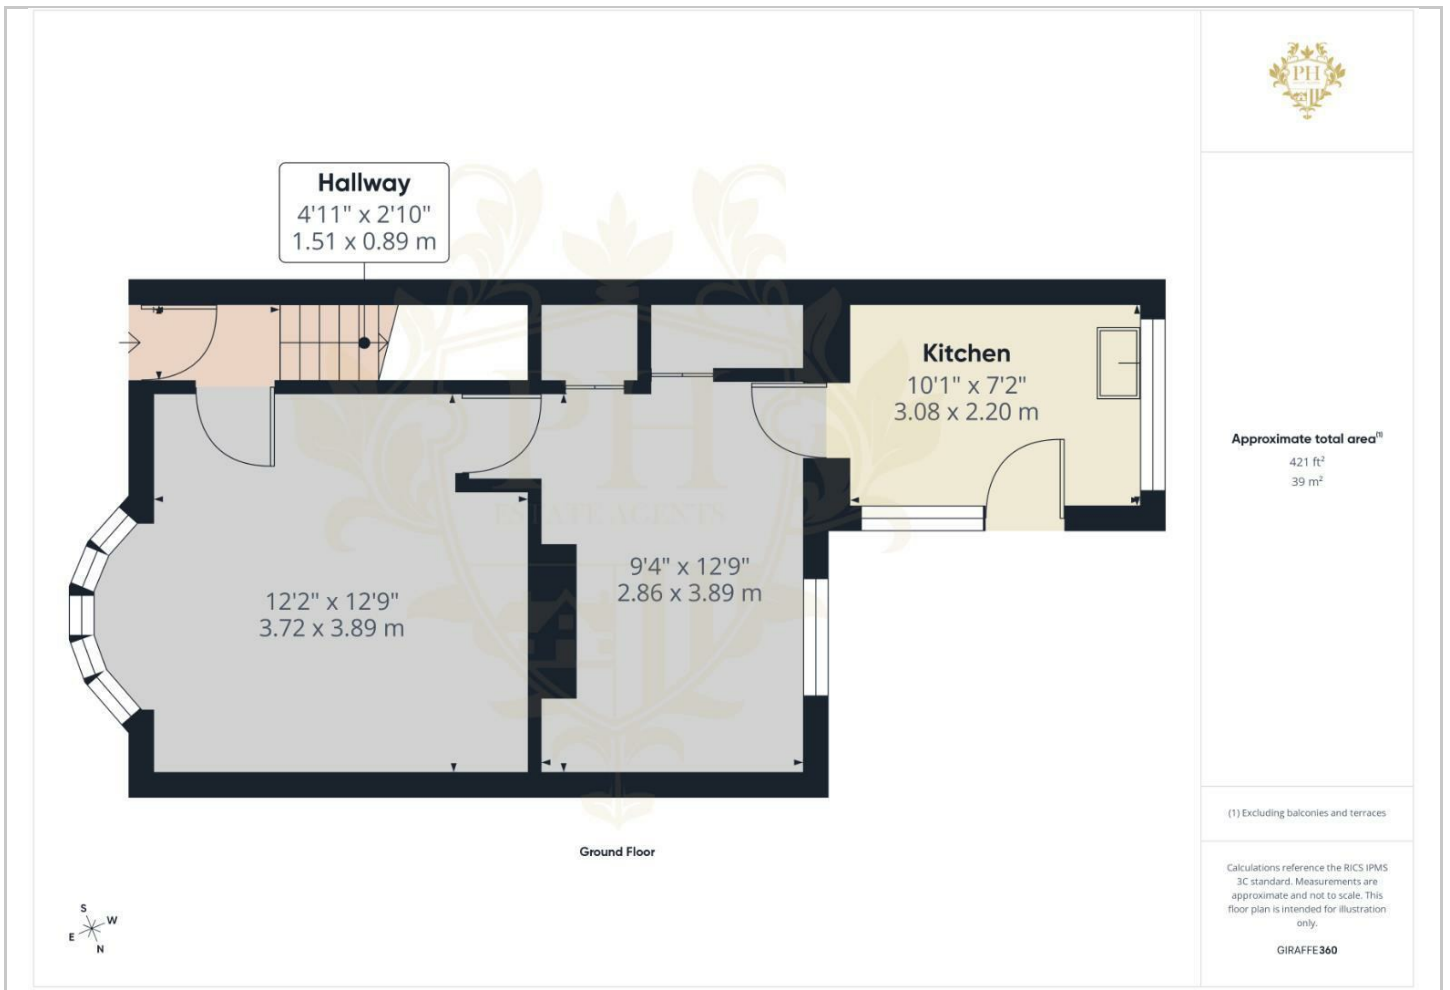 PH
Hallway
4'11" x 2'10"
1.51 x 0.89 m
Kitchen
10'1" x 7'2"
3.08 x 2.20 m
Approximate total area(1)
421 ft²
39 m²
PH
ESTATE AGENTS
9'4" x 12'9"
2.86 x 3.89 m
12'2" x 12'9"
3.72 x 3.89 m
(1) Excluding balconies and terraces
Ground Floor
Calculations reference the RICS IPMS
3C standard. Measurements are
approximate and not to scale. This
floor plan is intended for illustration
only.
GIRAFFE360
S
W
E
N